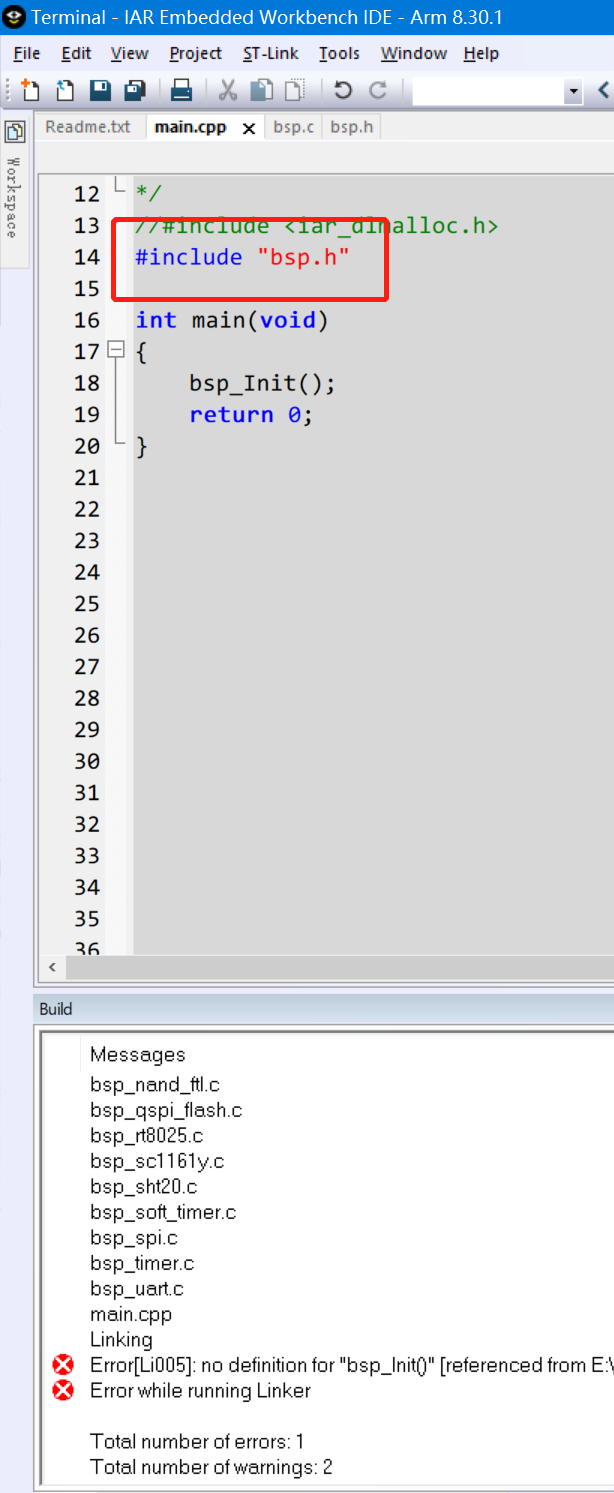 Terminal - IAR Embedded Workbench IDE - Arm 8.30.1
File Edit View Project ST-Link Tools Window Help
Readme.txt main.cpp bsp.c bsp.h
Workspace
12 */
13 //#include <iar_dlmalloc.h>
14 #include "bsp.h"
15
16 int main(void)
17 {
18 bsp_Init();
19 return 0;
20 }
21
22
23
24
25
26
27
28
29
30
31
32
33
34
35
36
Build
Messages
bsp_nand_ftl.c
bsp_qspi_flash.c
bsp_rt8025.c
bsp_sc1161y.c
bsp_sht20.c
bsp_soft_timer.c
bsp_spi.c
bsp_timer.c
bsp_uart.c
main.cpp
Linking
Error[Li005]: no definition for "bsp_Init()" [referenced from E:\
Error while running Linker
Total number of errors: 1
Total number of warnings: 2